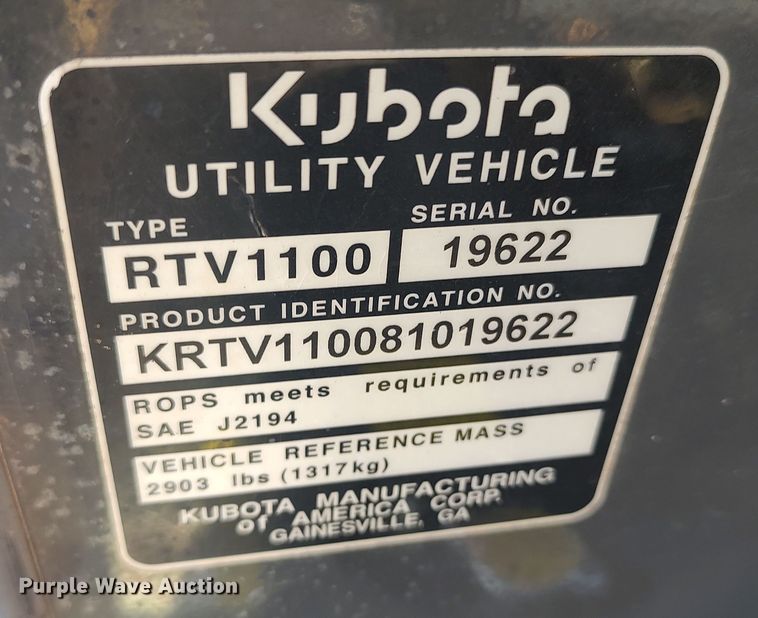 Kubota
UTILITY VEHICLE
TYPE
SERIAL NO.
RTV1100
19622
PRODUCT IDENTIFICATION NO.
KRTV110081019622
ROPS meets requirements of
SAE J2194
VEHICLE REFERENCE MASS
2903 lbs (1317kg)
KUBOTA MANUFACTURING
of AMERICA CORP.
GAINESVILLE, GA
Purple Wave Auction